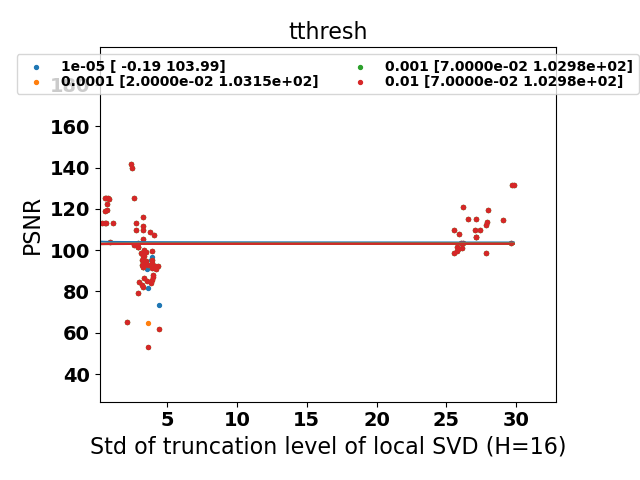 tthresh
1e-05 [ -0.19 103.99]
0.0001 [2.0000e-02 1.0315e+02]
0.001 [7.0000e-02 1.0298e+02]
0.01 [7.0000e-02 1.0298e+02]
180
160
140
120
100
80
60
40
PSNR
5 10 15 20 25 30
Std of truncation level of local SVD (H=16)